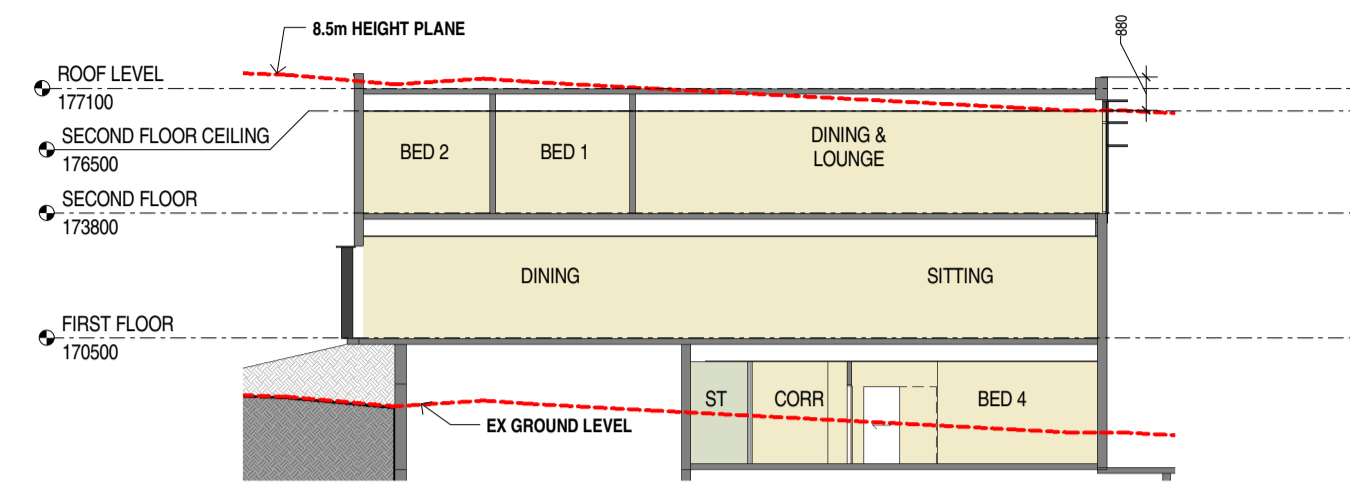 8.5m HEIGHT PLANE
880
ROOF LEVEL
177100
SECOND FLOOR CEILING
176500
BED 2
BED 1
DINING &
LOUNGE
SECOND FLOOR
173800
DINING
SITTING
FIRST FLOOR
170500
ST
CORR
BED 4
EX GROUND LEVEL